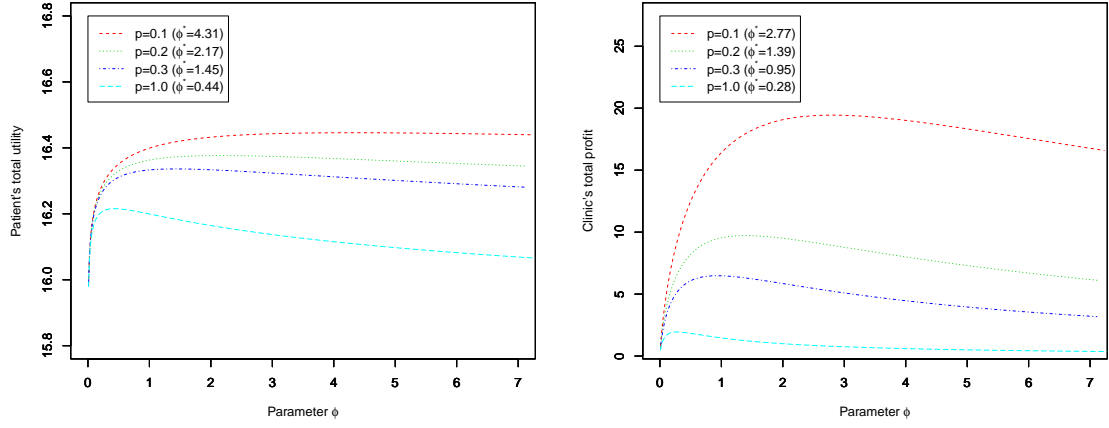 p=0.1 (ϕ*=4.31)
p=0.2 (ϕ*=2.17)
p=0.3 (ϕ*=1.45)
p=1.0 (ϕ*=0.44)
Patient's total utility
16.8
16.6
16.4
16.2
16.0
15.8
0 1 2 3 4 5 6 7
Parameter ϕ
p=0.1 (ϕ*=2.77)
p=0.2 (ϕ*=1.39)
p=0.3 (ϕ*=0.95)
p=1.0 (ϕ*=0.28)
Clinic's total profit
25
20
15
10
5
0
0 1 2 3 4 5 6 7
Parameter ϕ